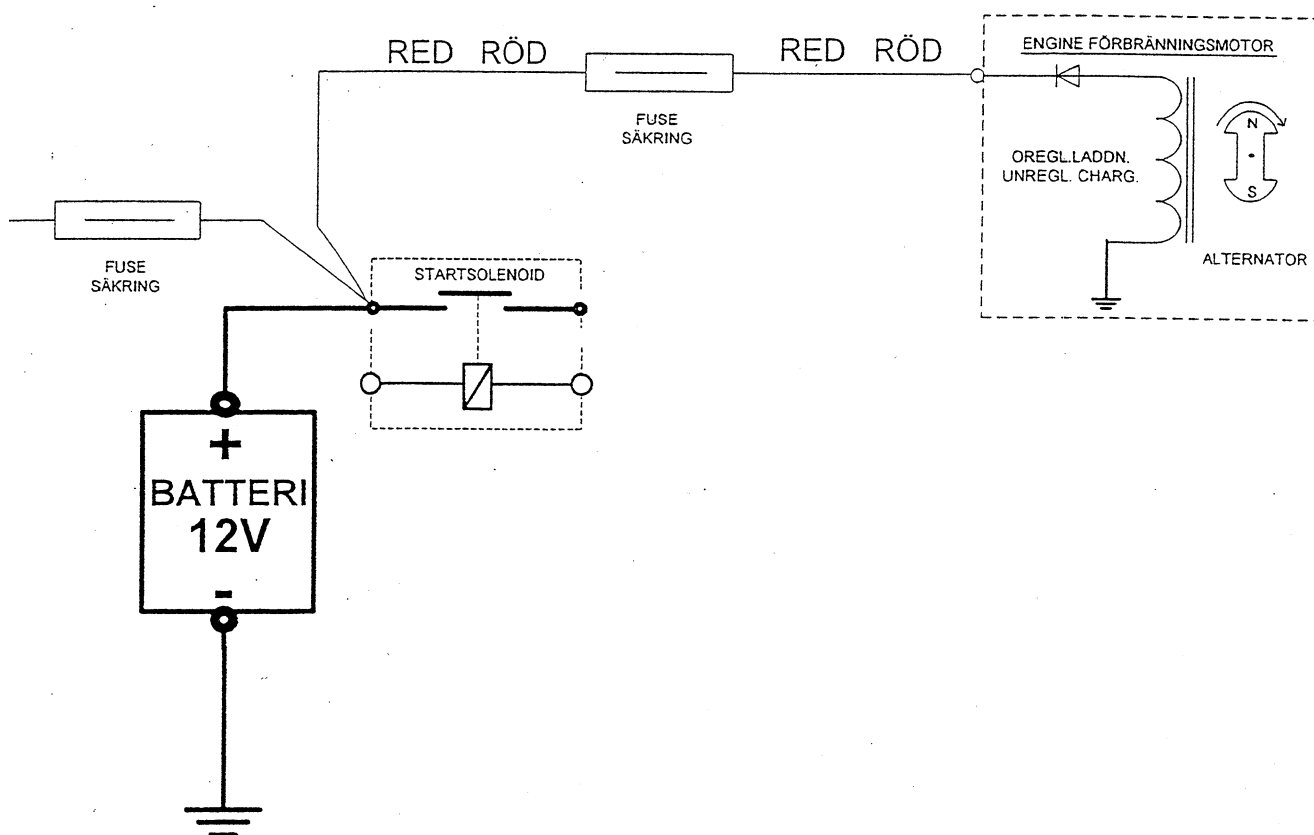 RED RÖD
RED RÖD
ENGINE FÖRBRÄNNINGSMOTOR
FUSE
SÄKRING
N
OREGL.LADDN.
UNREGL. CHARG.
S
ALTERNATOR
FUSE
SÄKRING
STARTSOLENOID
+
BATTERI
12V
-